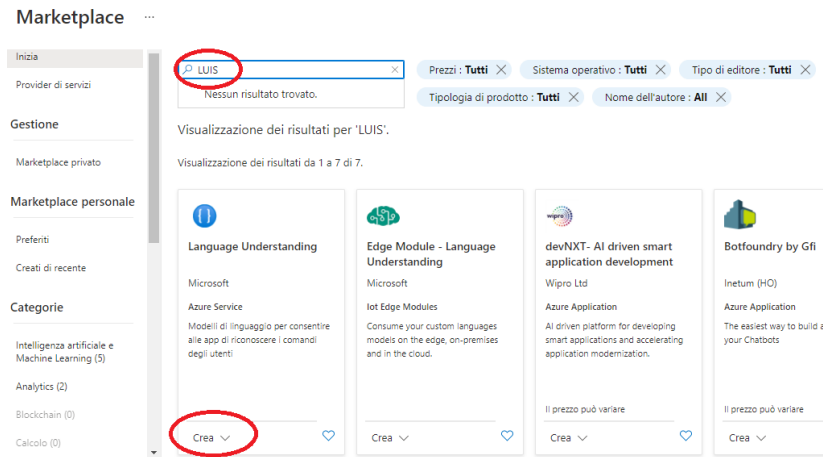 Marketplace ...
Inizia
Provider di servizi
Gestione
Marketplace privato
Marketplace personale
Preferiti
Creati di recente
Categorie
Intelligenza artificiale e
Machine Learning (5)
Analytics (2)
Blockchain (0)
Calcolo (0)
LUIS
Nessun risultato trovato.
Prezzi : Tutti
Sistema operativo : Tutti
Tipo di editore : Tutti
Tipologia di prodotto : Tutti
Nome dell'autore : All
Visualizzazione dei risultati per 'LUIS'.
Visualizzazione dei risultati da 1 a 7 di 7.
Language Understanding
Microsoft
Azure Service
Modelli di linguaggio per consentire
alle app di riconoscere i comandi
degli utenti
Crea
Edge Module - Language
Understanding
Microsoft
Iot Edge Modules
Consume your custom languages
models on the edge, on-premises
and in the cloud.
Crea
wipro
devNXT- AI driven smart
application development
Wipro Ltd
Azure Application
AI driven platform for developing
smart applications and accelerating
application modernization.
Il prezzo può variare
Crea
Botfoundry by Gfi
Inetum (HO)
Azure Application
The easiest way to build a
your Chatbots
Il prezzo può variare
Crea